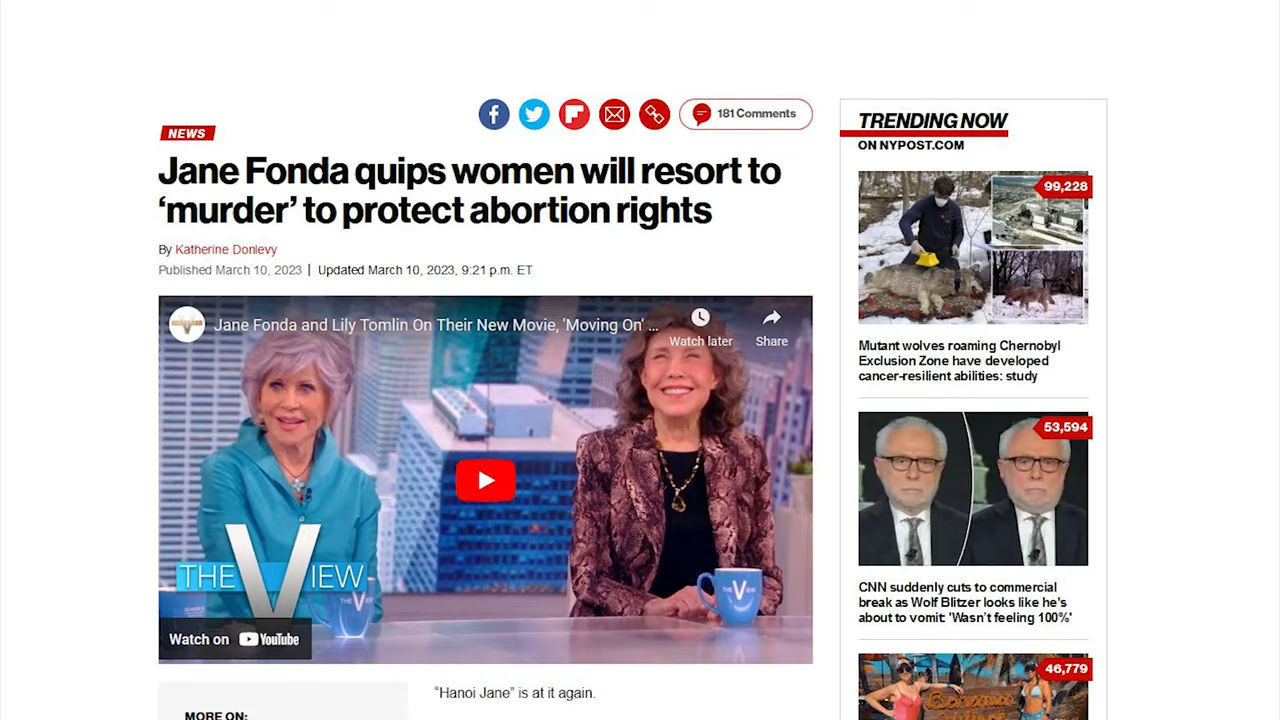 181 Comments
NEWS
Jane Fonda quips women will resort to
‘murder’ to protect abortion rights
By Katherine Donlevy
Published March 10, 2023 | Updated March 10, 2023, 9:21 p.m. ET
Jane Fonda and Lily Tomlin On Their New Movie, 'Moving On' ...
Watch later
Share
THE VIEW
THE VIEW
THE VIEW
Watch on YouTube
“Hanoi Jane” is at it again.
MORE ON:
TRENDING NOW
ON NYPOST.COM
99,228
Mutant wolves roaming Chernobyl
Exclusion Zone have developed
cancer-resilient abilities: study
53,594
CNN suddenly cuts to commercial
break as Wolf Blitzer looks like he's
about to vomit: 'Wasn't feeling 100%'
46,779